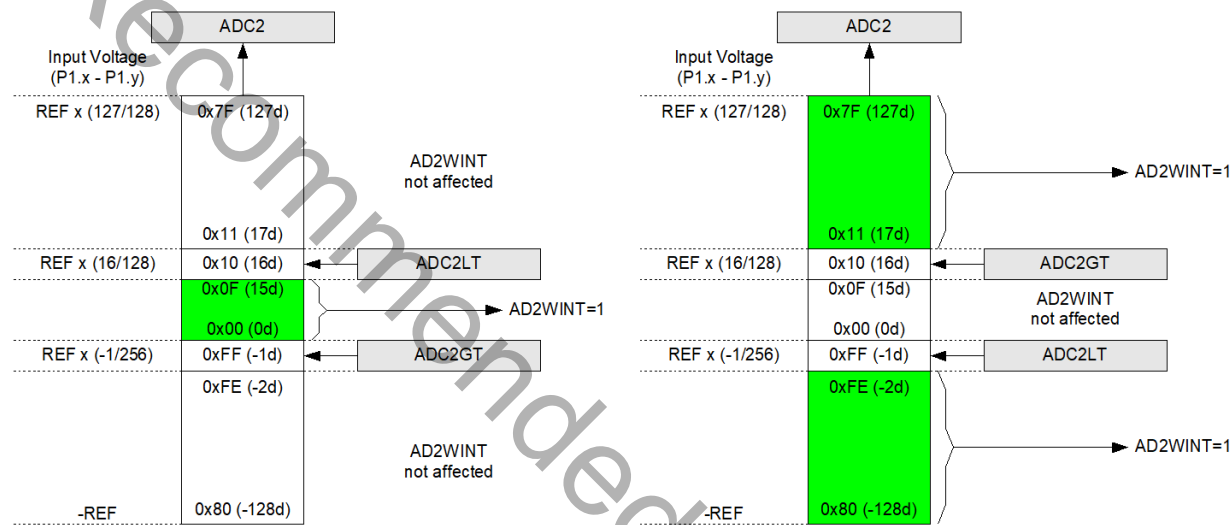 ADC2
Input Voltage
(P1.x - P1.y)
REF x (127/128)
0x7F (127d)
AD2WINT
not affected
0x11 (17d)
REF x (16/128)
0x10 (16d)
ADC2LT
0x0F (15d)
AD2WINT=1
0x00 (0d)
REF x (-1/256)
0xFF (-1d)
ADC2GT
0xFE (-2d)
AD2WINT
not affected
-REF
0x80 (-128d)
ADC2
Input Voltage
(P1.x - P1.y)
REF x (127/128)
0x7F (127d)
AD2WINT=1
0x11 (17d)
REF x (16/128)
0x10 (16d)
ADC2GT
0x0F (15d)
AD2WINT
not affected
0x00 (0d)
REF x (-1/256)
0xFF (-1d)
ADC2LT
0xFE (-2d)
AD2WINT=1
-REF
0x80 (-128d)
Recommended